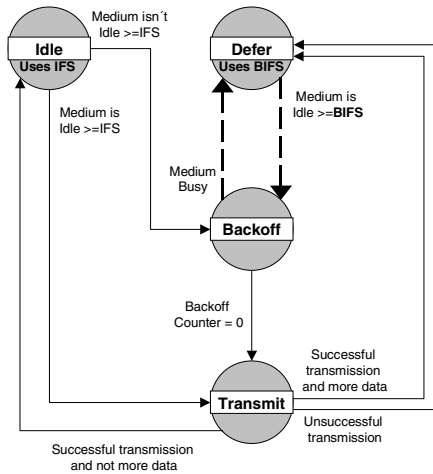 Medium isn´t
Idle >=IFS
Idle
Uses IFS
Defer
Uses BIFS
Medium is
Idle >=IFS
Medium is
Idle >=BIFS
Medium
Busy
Backoff
Backoff
Counter = 0
Successful
transmission
and more data
Transmit
Unsuccessful
transmission
Successful transmission
and not more data